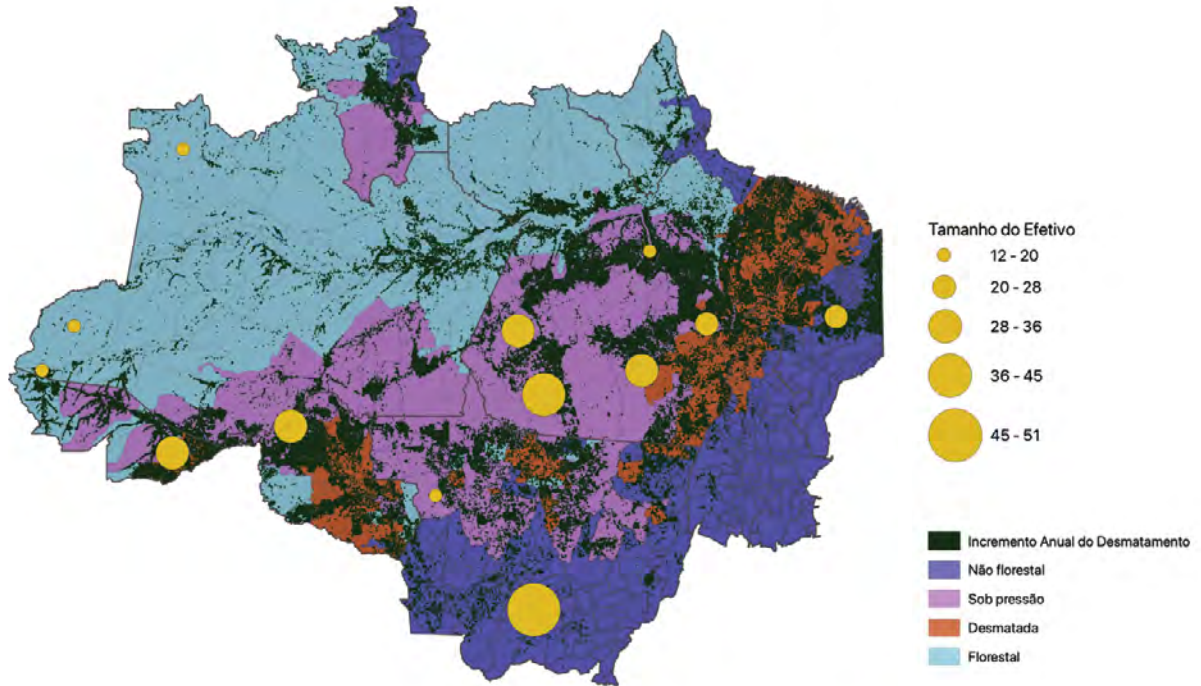 Tamanho do Efetivo
12 - 20
20 - 28
28 - 36
36 - 45
45 - 51
Incremento Anual do Desmatamento
Não florestal
Sob pressão
Desmatada
Florestal